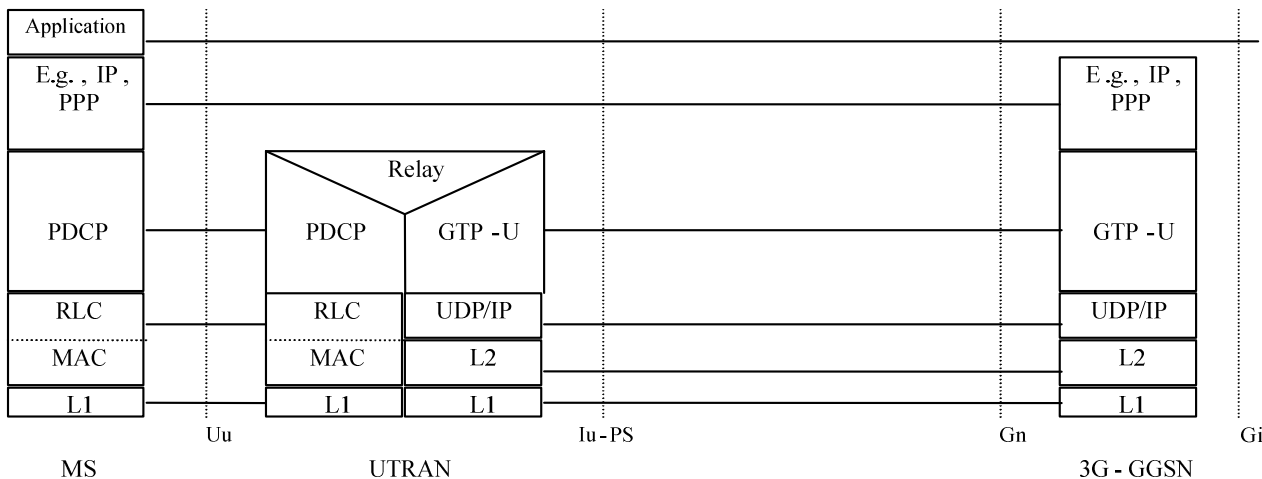 Application
E.g. , IP ,
PPP
E .g. , IP,
PPP
Relay
PDCP
PDCP
GTP - U
GTP - U
RLC
RLC
UDP/IP
UDP/IP
MAC
MAC
L2
L2
L1
L1
L1
L1
Uu
Iu - PS
Gn
Gi
MS
UTRAN
3G - GGSN